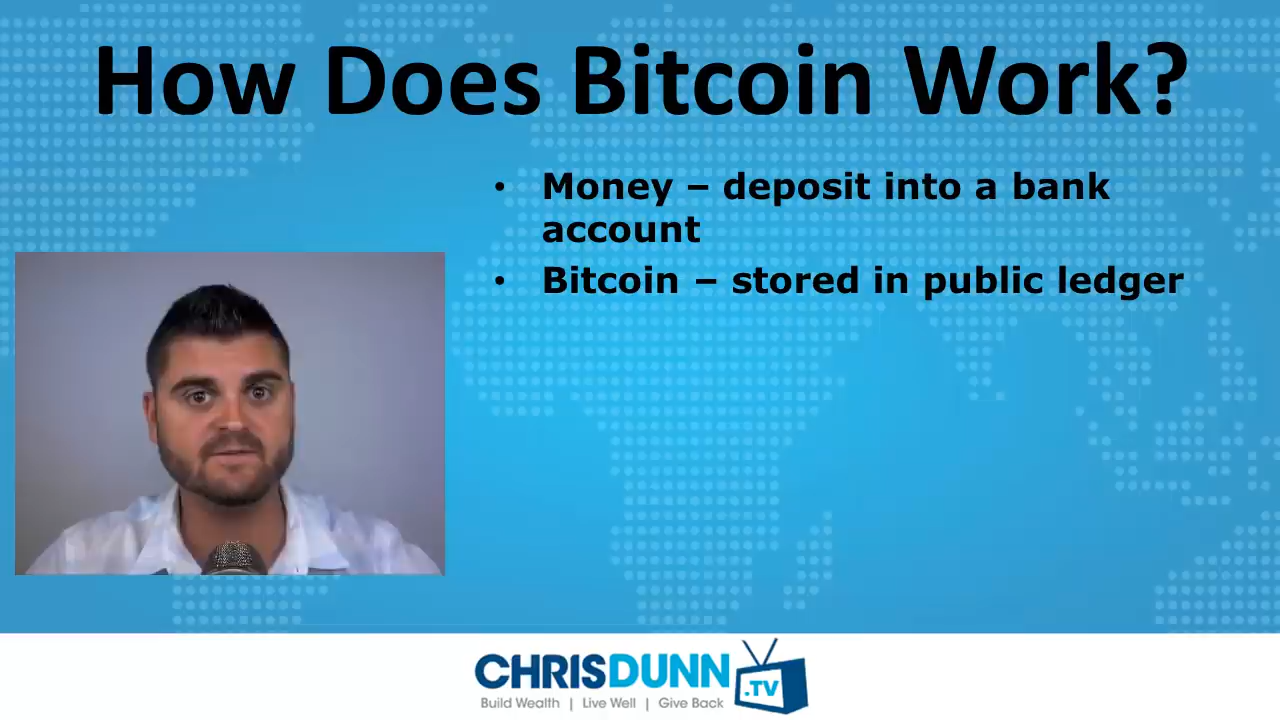 How Does Bitcoin Work?
• Money – deposit into a bank
account
• Bitcoin – stored in public ledger
CHRISDUNN
.TV
Build Wealth | Live Well | Give Back